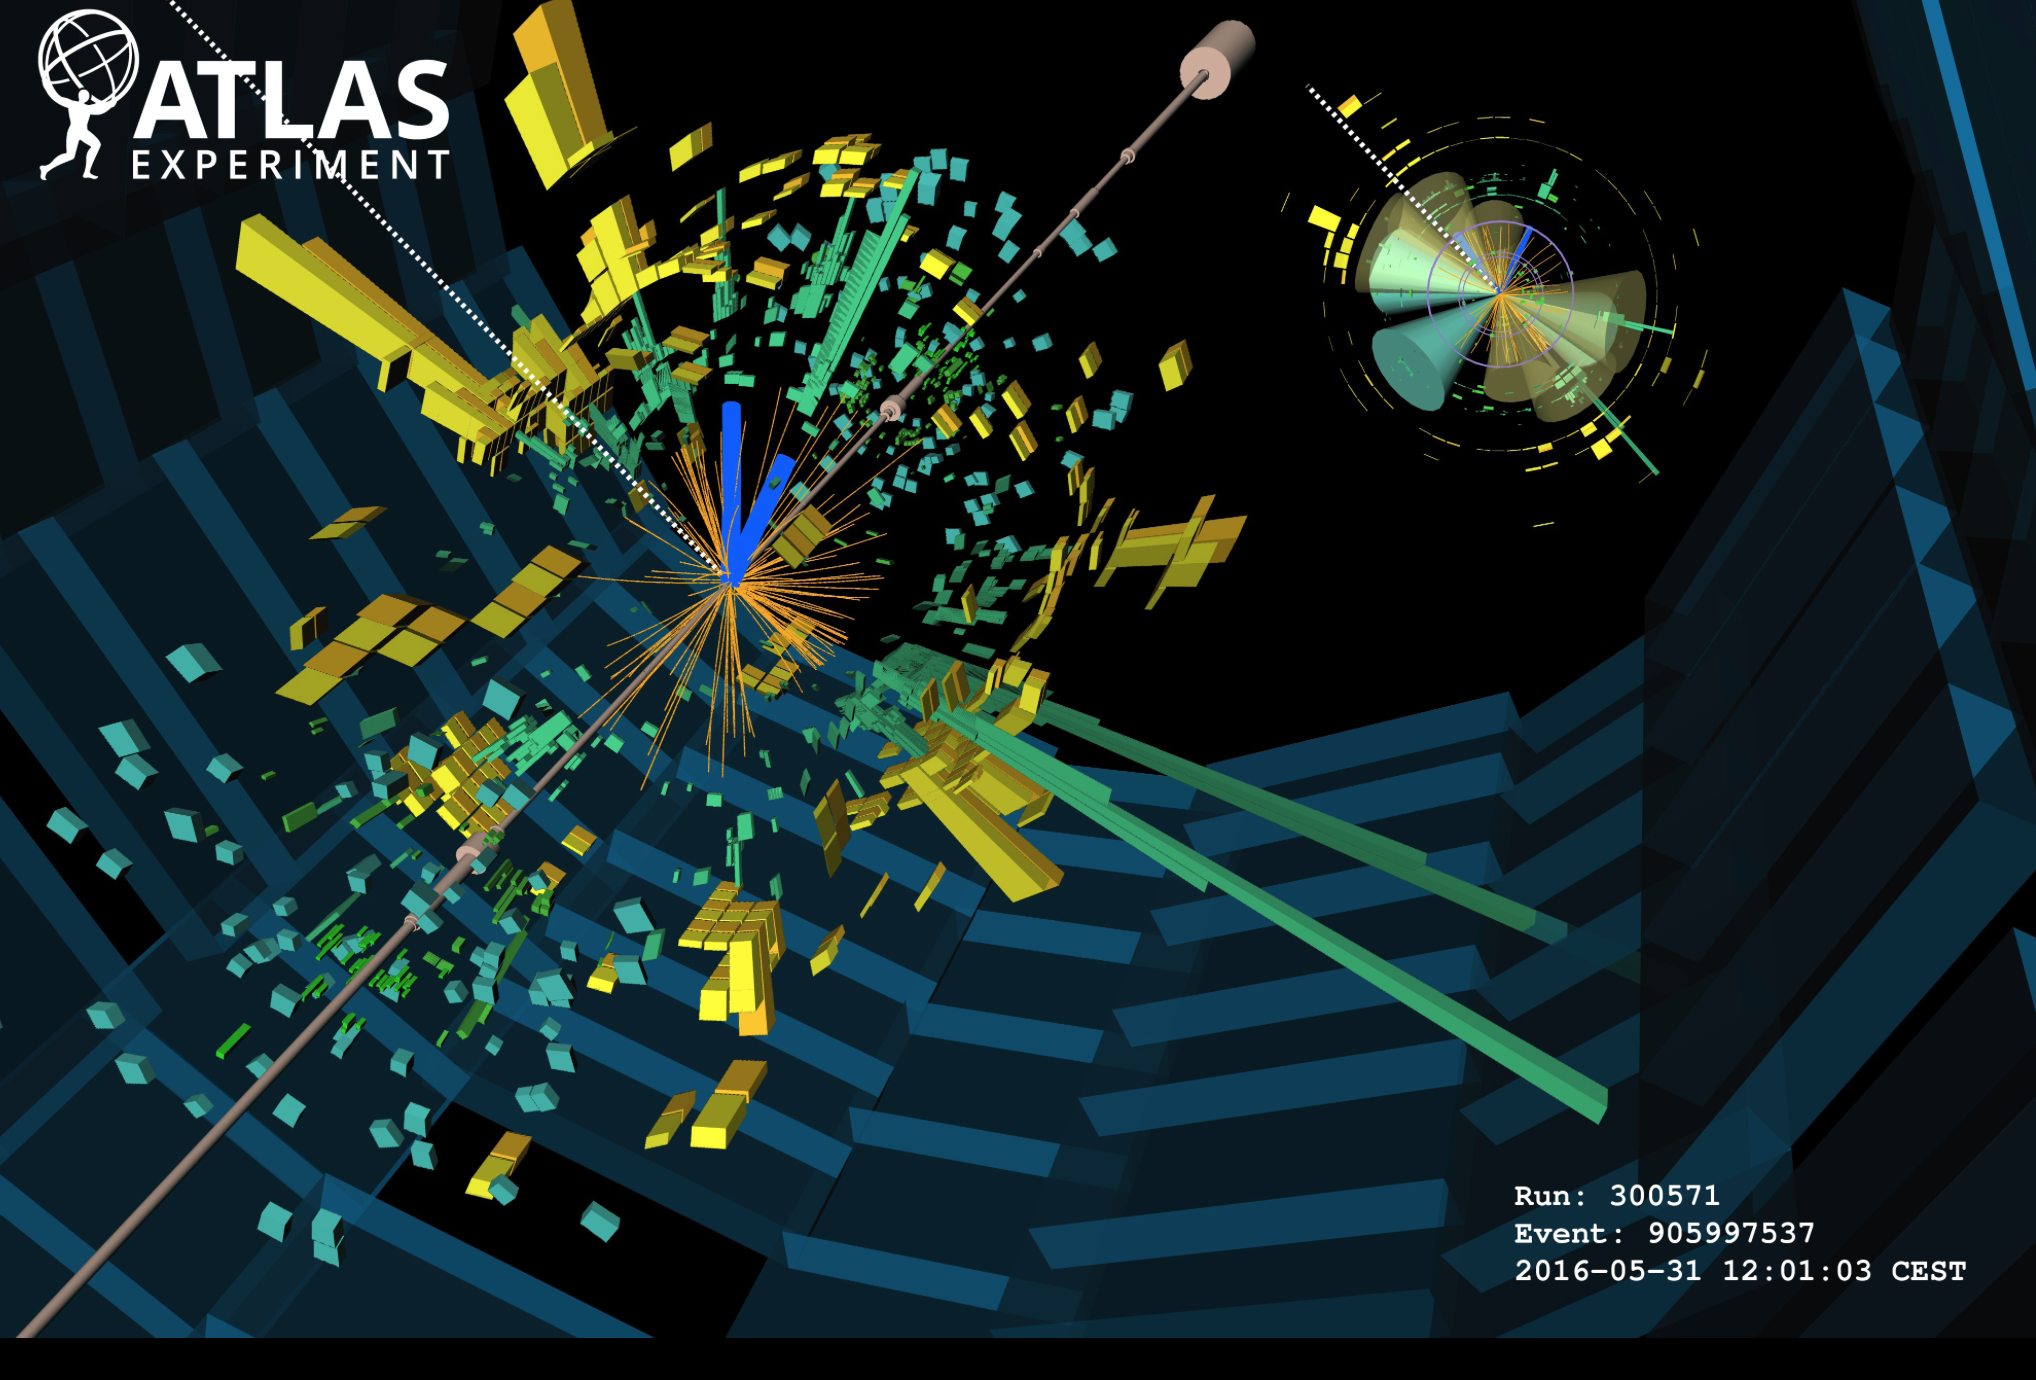 ATLAS
EXPERIMENT
Run: 300571
Event: 905997537
2016-05-31 12:01:03 CEST